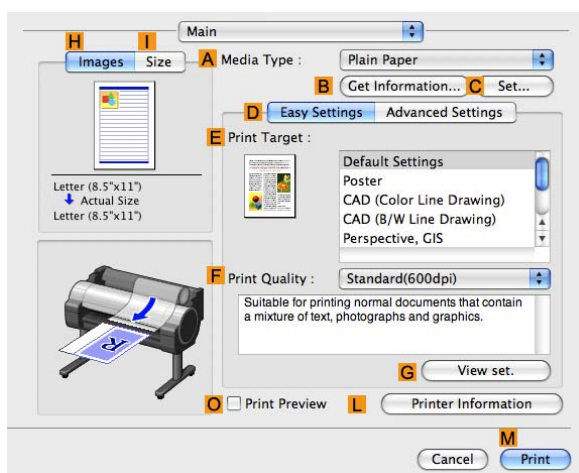 Main
H
I
Images
Size
A
Media Type :
Plain Paper
B
Get Information...
C
Set...
D
Easy Settings
Advanced Settings
E
Print Target :
Default Settings
Poster
CAD (Color Line Drawing)
CAD (B/W Line Drawing)
Perspective, GIS
Letter (8.5"x11")
Actual Size
Letter (8.5"x11")
F
Print Quality :
Standard(600dpi)
Suitable for printing normal documents that contain
a mixture of text, photographs and graphics.
R
G
View set.
O
Print Preview
L
Printer Information
M
Cancel
Print